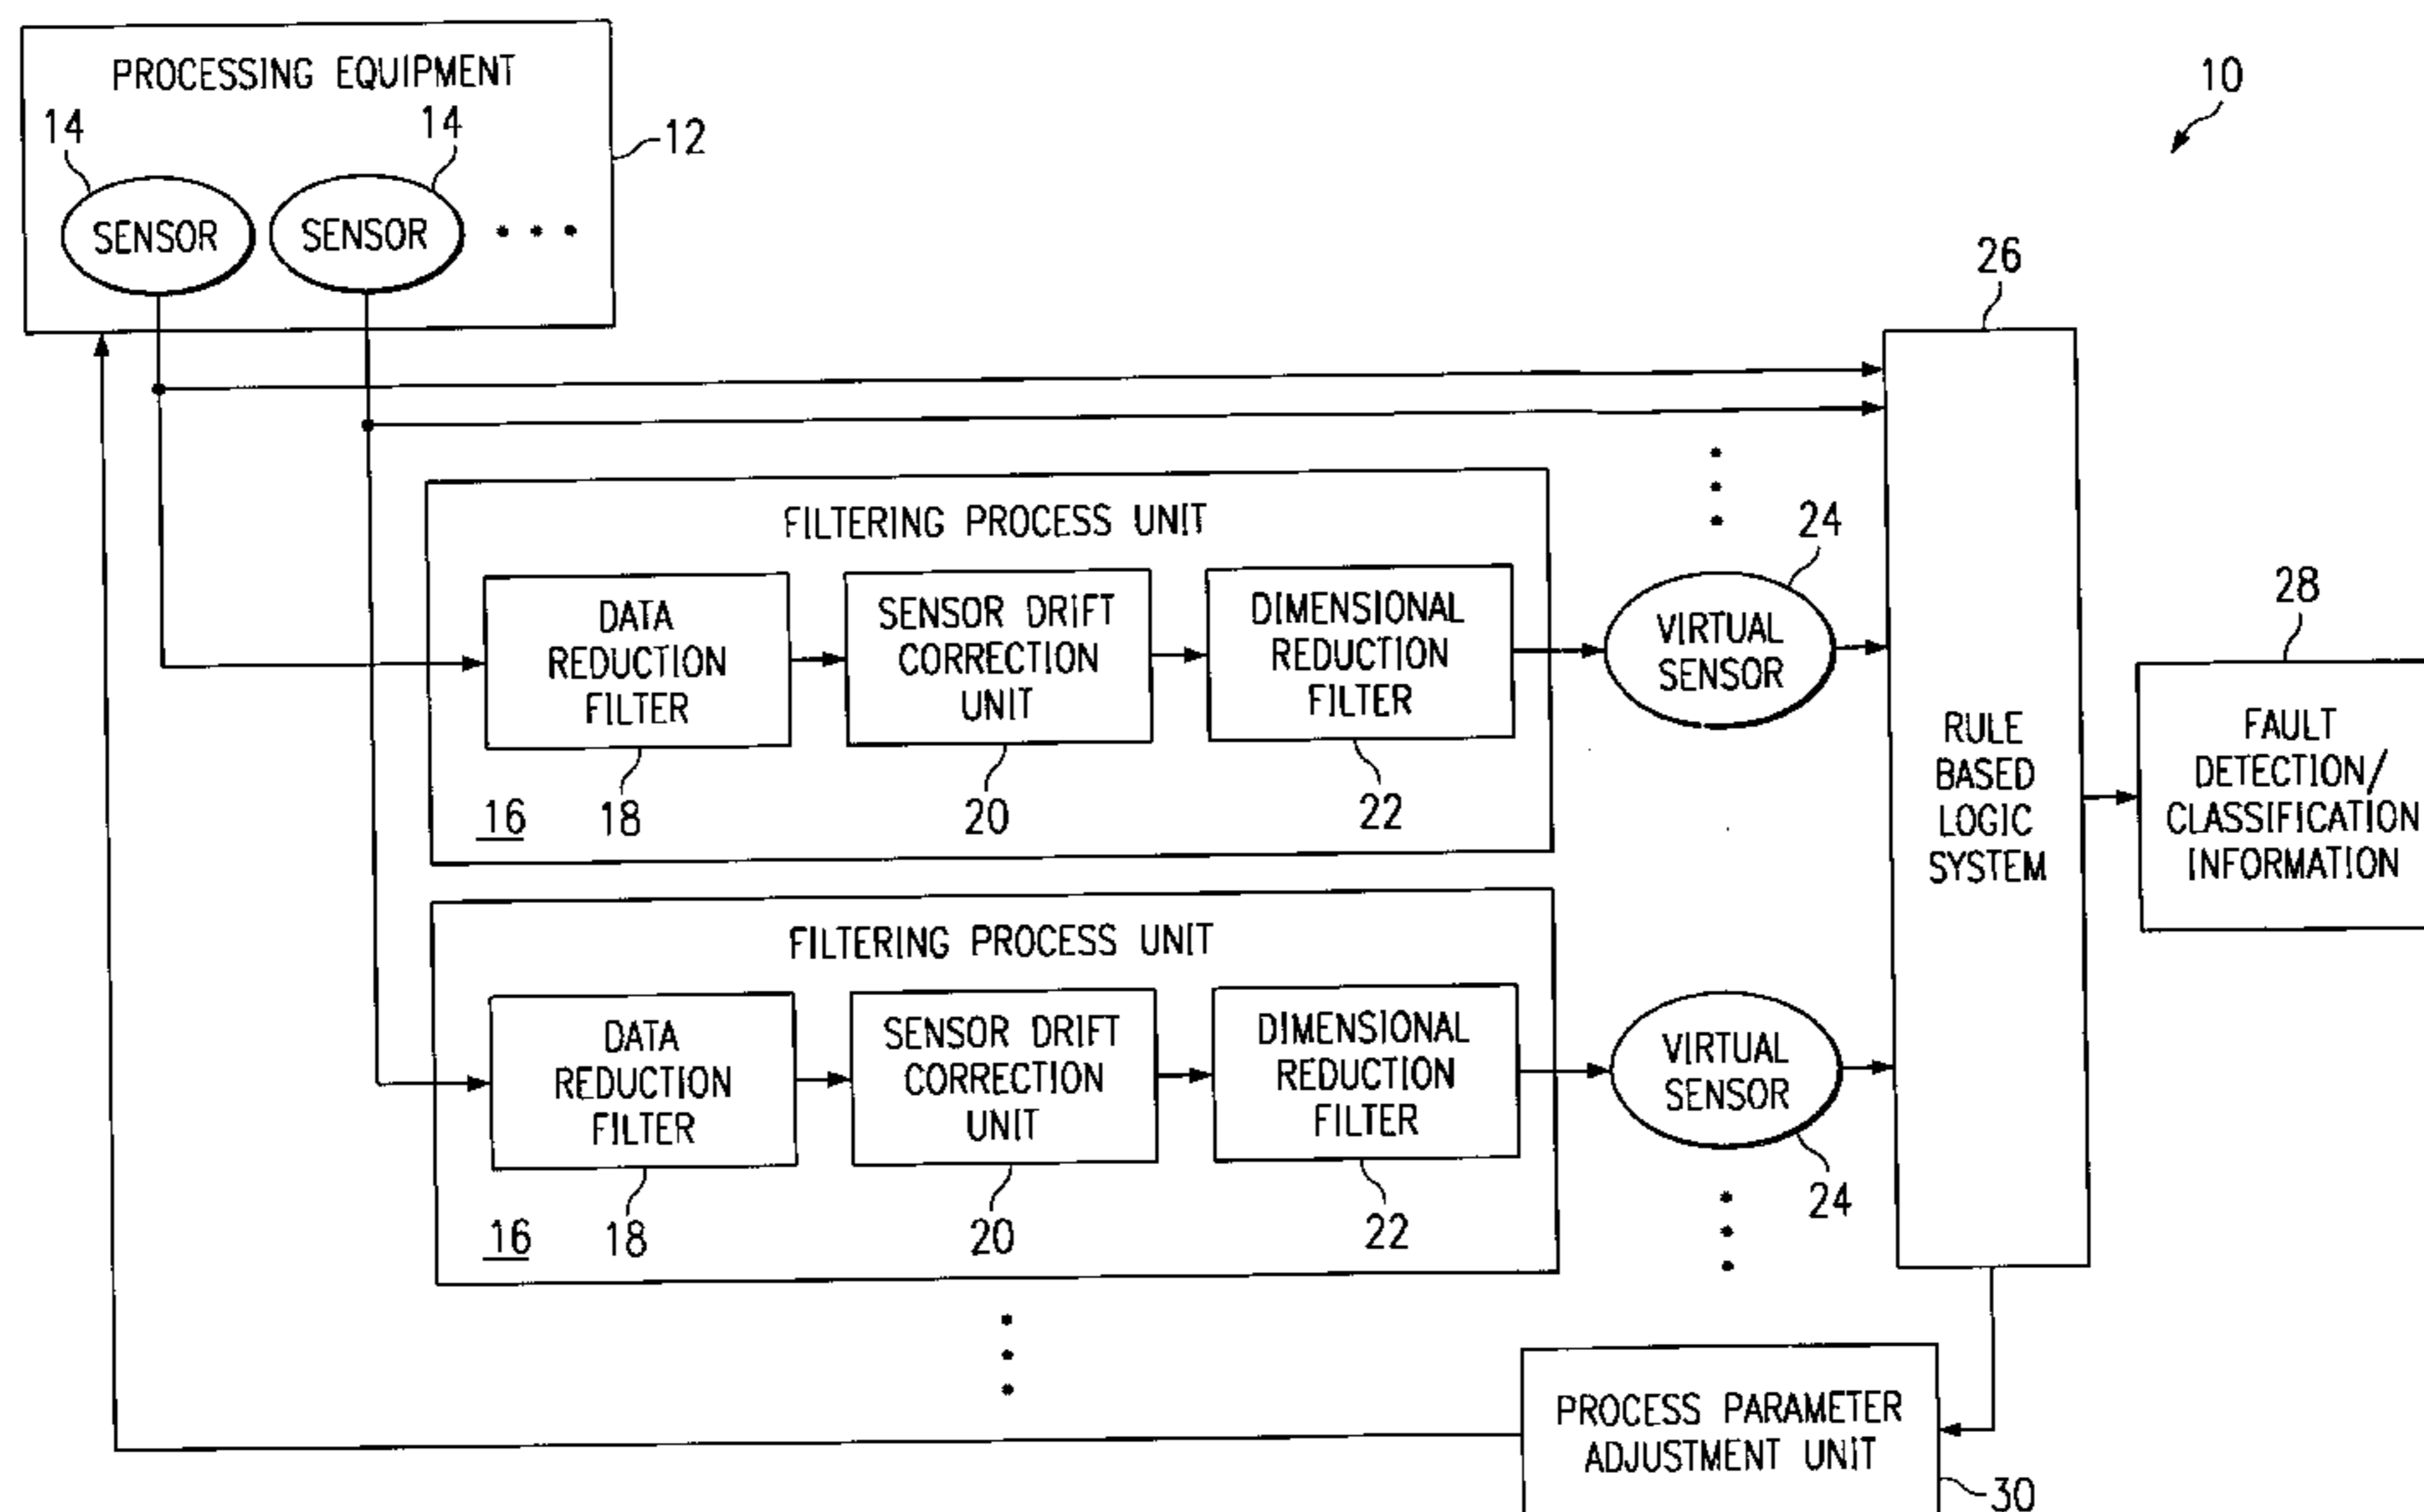 PROCESSING EQUIPMENT
14
14
12
10
SENSOR
SENSOR
26
FILTERING PROCESS UNIT
24
28
DATA
REDUCTION
FILTER
SENSOR DRIFT
CORRECTION
UNIT
DIMENSIONAL
REDUCTION
FILTER
VIRTUAL
SENSOR
RULE
BASED
LOGIC
SYSTEM
FAULT
DETECTION/
CLASSIFICATION
INFORMATION
16
18
20
22
FILTERING PROCESS UNIT
DATA
REDUCTION
FILTER
SENSOR DRIFT
CORRECTION
UNIT
DIMENSIONAL
REDUCTION
FILTER
VIRTUAL
SENSOR
24
16
18
20
22
PROCESS PARAMETER
ADJUSTMENT UNIT
30